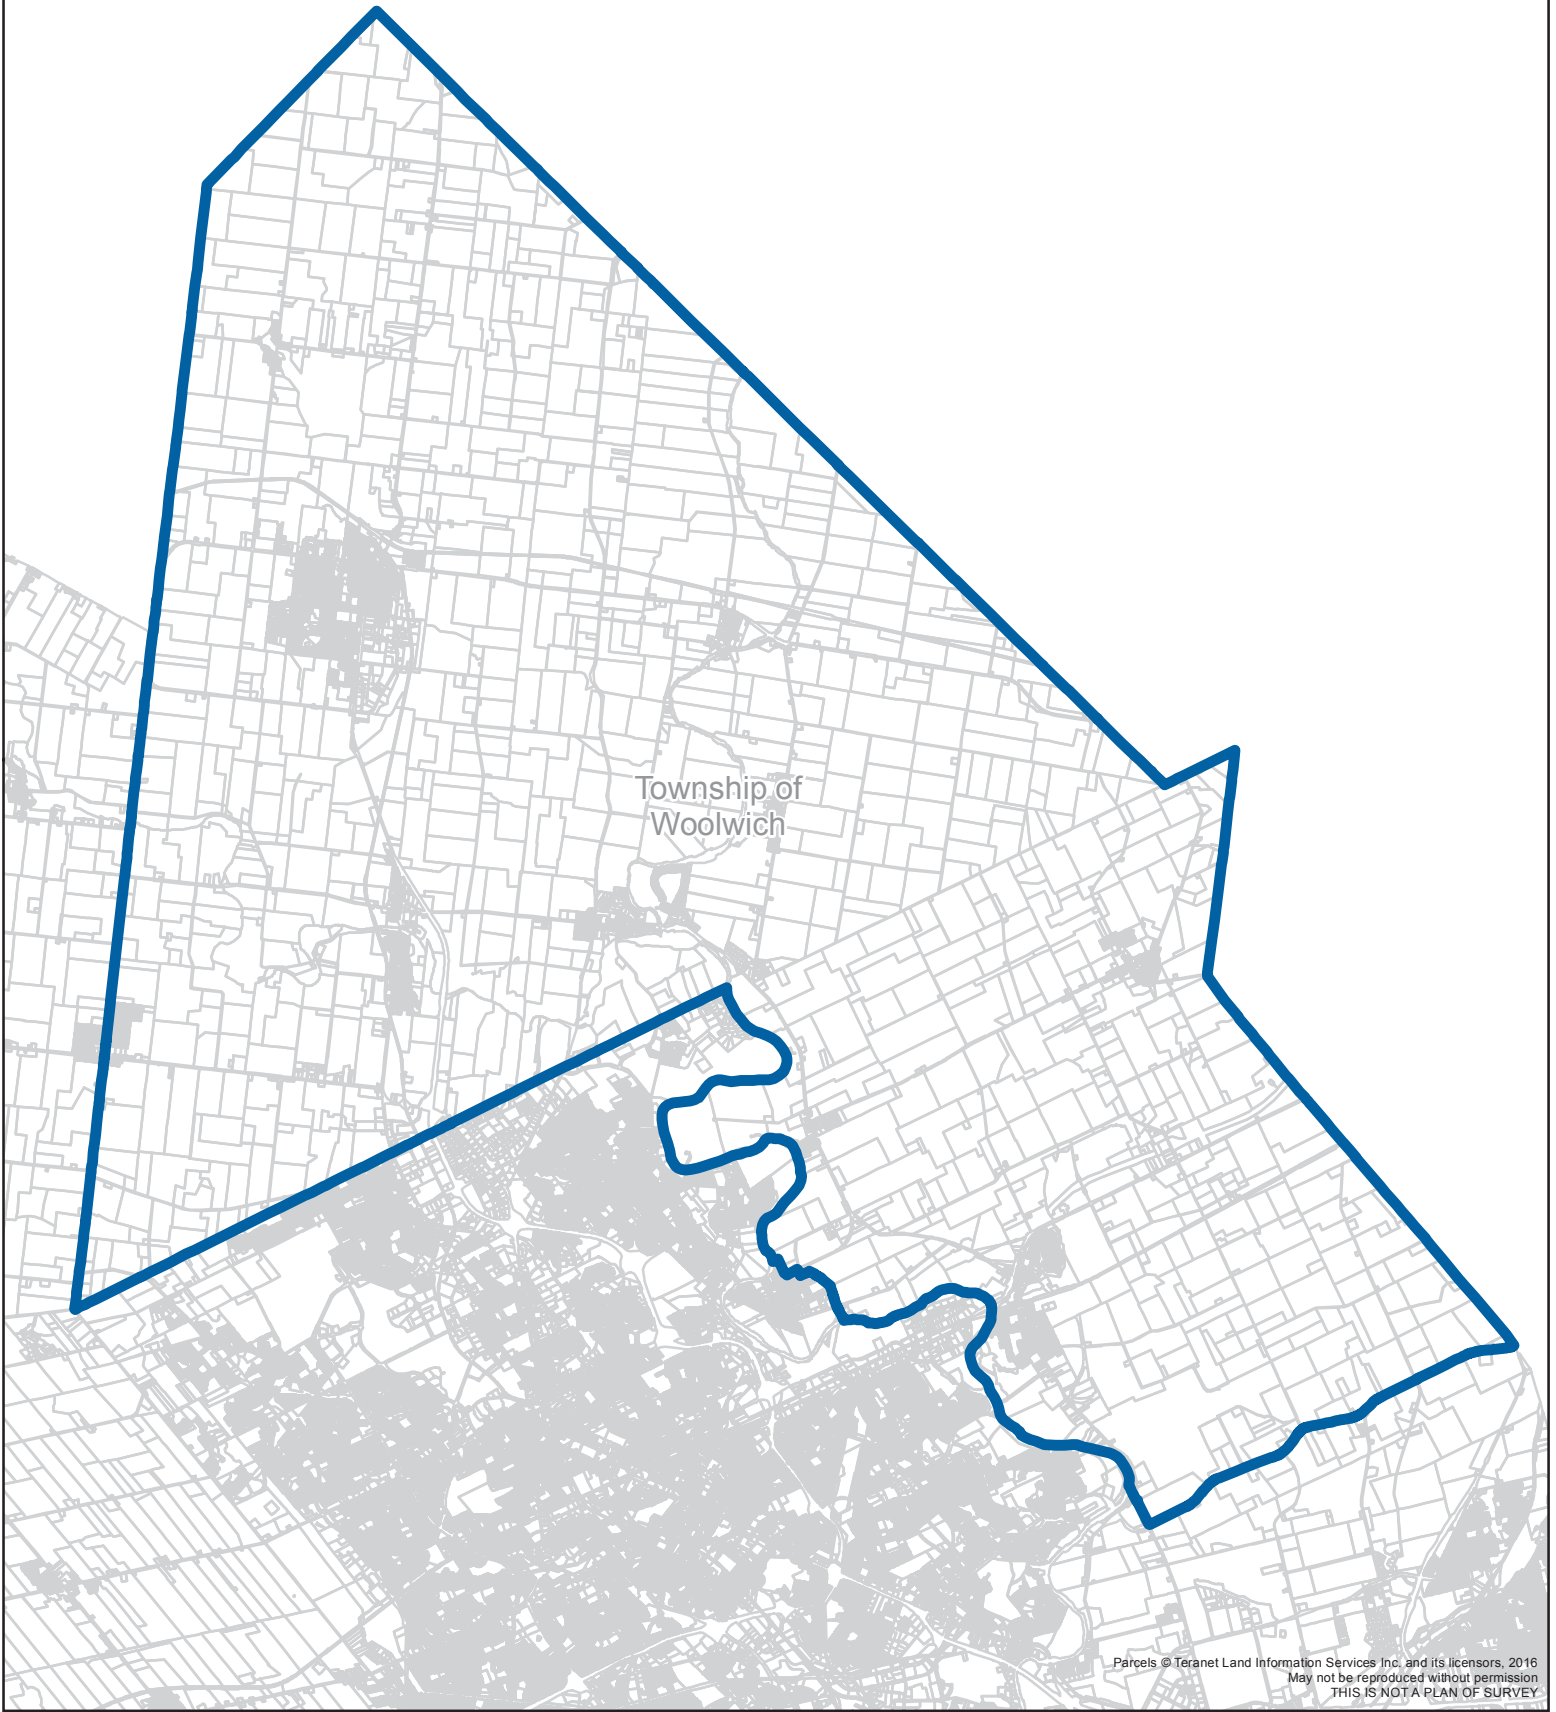 Township of
Woolwich
Parcels © Teranet Land Information Services Inc. and its licensors, 2016
May not be reproduced without permission
THIS IS NOT A PLAN OF SURVEY